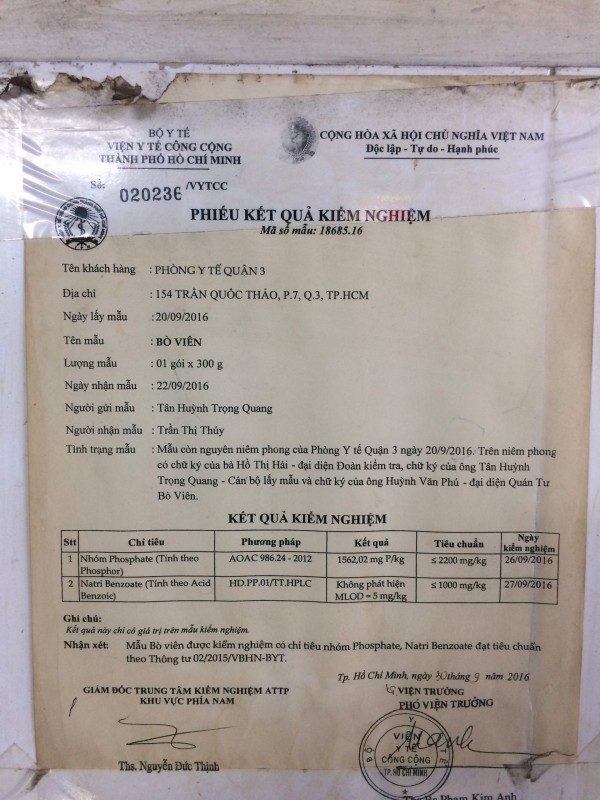 BỘ Y TẾ
VIỆN Y TẾ CÔNG CỘNG
THÀNH PHỐ HỒ CHÍ MINH
CỘNG HÒA XÃ HỘI CHỦ NGHĨA VIỆT NAM
Độc lập - Tự do - Hạnh phúc
Số: 020236 /VYTCC
PHIẾU KẾT QUẢ KIỂM NGHIỆM
Mã số mẫu: 18685.16
Tên khách hàng : PHÒNG Y TẾ QUẬN 3
Địa chỉ : 154 TRẦN QUỐC THẢO, P.7, Q.3, TP.HCM
Ngày lấy mẫu : 20/09/2016
Tên mẫu : BÒ VIÊN
Lượng mẫu : 01 gói x 300 g
Ngày nhận mẫu : 22/09/2016
Người gửi mẫu : Tân Huỳnh Trọng Quang
Người nhận mẫu : Trần Thị Thúy
Tình trạng mẫu : Mẫu còn nguyên niêm phong của Phòng Y tế Quận 3 ngày 20/9/2016. Trên niêm phong
có chữ ký của bà Hồ Thị Hải - đại diện Đoàn kiểm tra, chữ ký của ông Tân Huỳnh
Trọng Quang - Cán bộ lấy mẫu và chữ ký của ông Huỳnh Văn Phú - đại diện Quán Tư
Bò Viên.
KẾT QUẢ KIỂM NGHIỆM
Stt Chỉ tiêu Phương pháp Kết quả Tiêu chuẩn Ngày kiểm nghiệm
1 Nhóm Phosphate (Tính theo Phosphor) AOAC 986.24 - 2012 1562,02 mg P/kg ≤ 2200 mg/kg 26/09/2016
2 Natri Benzoate (Tính theo Acid Benzoic) HD.PP.01/TT.HPLC Không phát hiện MLOD = 5 mg/kg ≤ 1000 mg/kg 27/09/2016
Ghi chú:
Kết quả này chỉ có giá trị trên mẫu kiểm nghiệm
Nhận xét: Mẫu Bò viên được kiểm nghiệm có chỉ tiêu nhóm Phosphate, Natri Benzoate đạt tiêu chuẩn
theo Thông tư 02/2015/VBHN-BYT.
Tp. Hồ Chí Minh, ngày 30 tháng 9 năm 2016
GIÁM ĐỐC TRUNG TÂM KIỂM NGHIỆM ATTP
KHU VỰC PHÍA NAM
VIỆN TRƯỞNG
PHÓ VIỆN TRƯỞNG
VIỆN
Y TẾ
CÔNG CỘNG
TP.HỒ CHÍ MINH
Ths. Nguyễn Đức Thịnh
Phạm Kim Anh